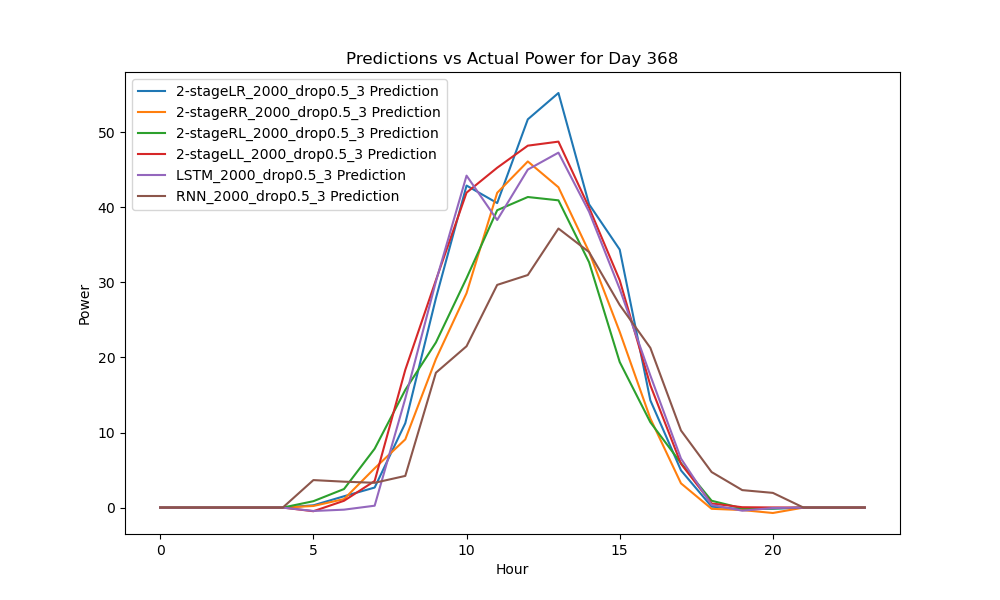 Predictions vs Actual Power for Day 368
2-stageLR_2000_drop0.5_3 Prediction
2-stageRR_2000_drop0.5_3 Prediction
2-stageRL_2000_drop0.5_3 Prediction
2-stageLL_2000_drop0.5_3 Prediction
LSTM_2000_drop0.5_3 Prediction
RNN_2000_drop0.5_3 Prediction
Power
50
40
30
20
10
0
0 5 10 15 20
Hour